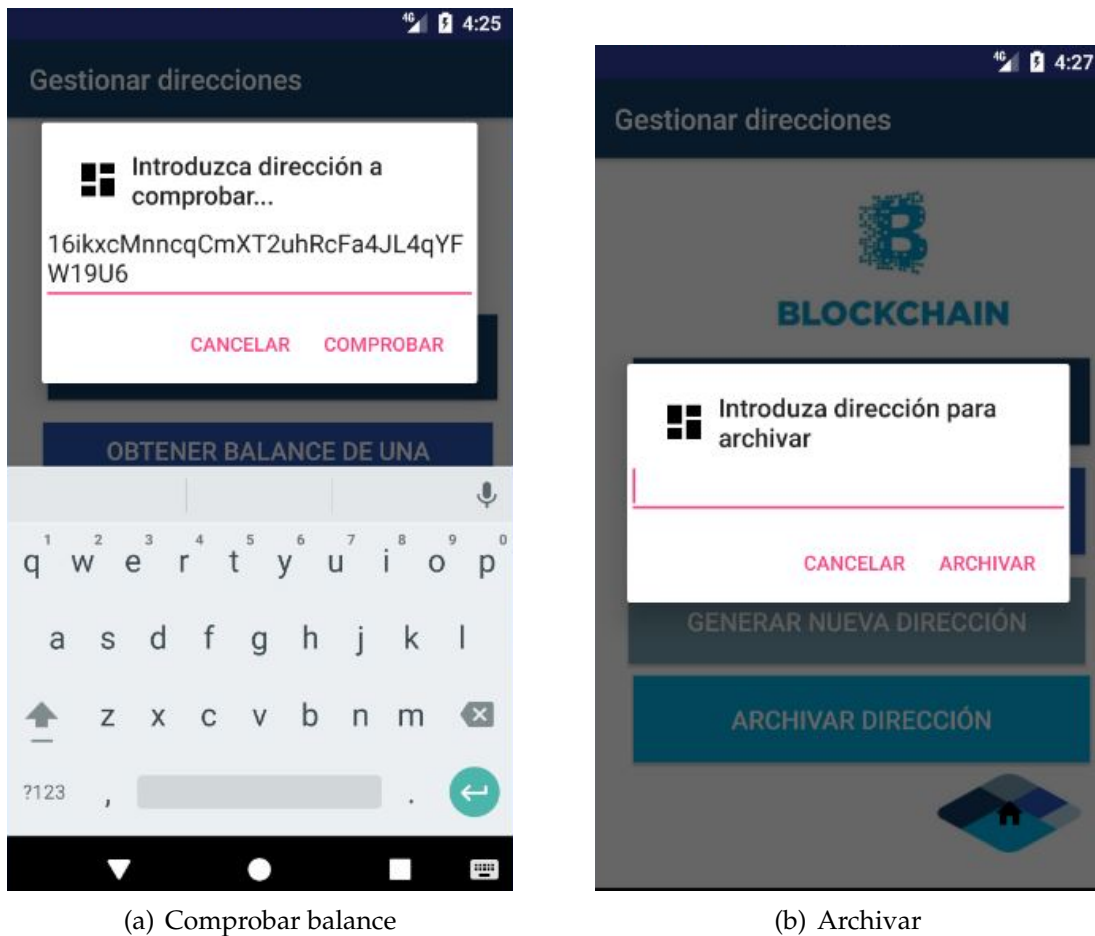 4G 4:25
Gestionar direcciones
Introduzca dirección a
comprobar...
16ikxcMnncqCmXT2uhRcFa4JL4qYF
W19U6
CANCELAR COMPROBAR
OBTENER BALANCE DE UNA
1 2 3 4 5 6 7 8 9 0
q w e r t y u i o p
a s d f g h j k l
z x c v b n m
?123 , .
(a) Comprobar balance
4G 4:27
Gestionar direcciones
BLOCKCHAIN
Introduza dirección para
archivar
CANCELAR ARCHIVAR
GENERAR NUEVA DIRECCIÓN
ARCHIVAR DIRECCIÓN
(b) Archivar